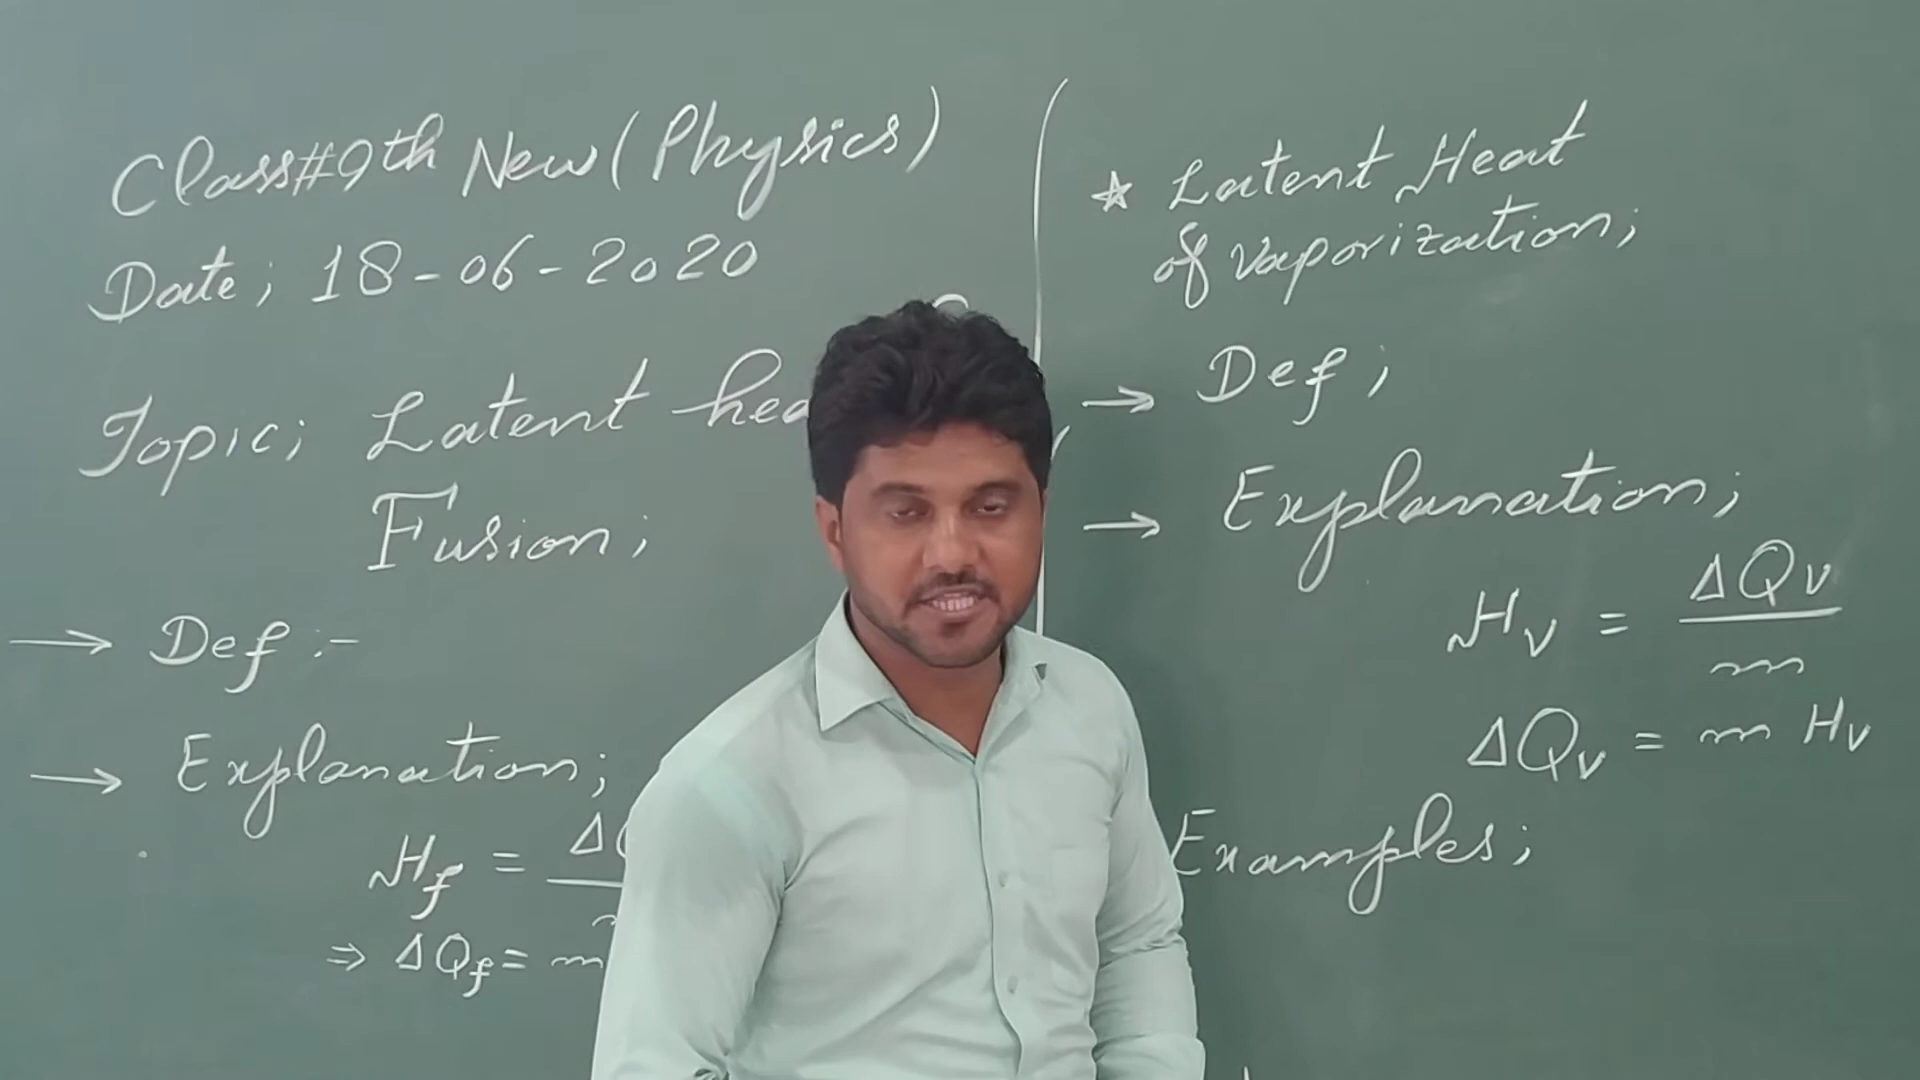 Class#9th New (Physics)
Date; 18-06-2020
Topic; Latent
Fusion;
→ Def :-
→ Explanation;
Hf = Δ
⇒ ΔQf = m
★ Latent Heat
of Vaporization;
→ Def;
→ Explanation;
Hv = ΔQv
m
ΔQv = m Hv
Examples;